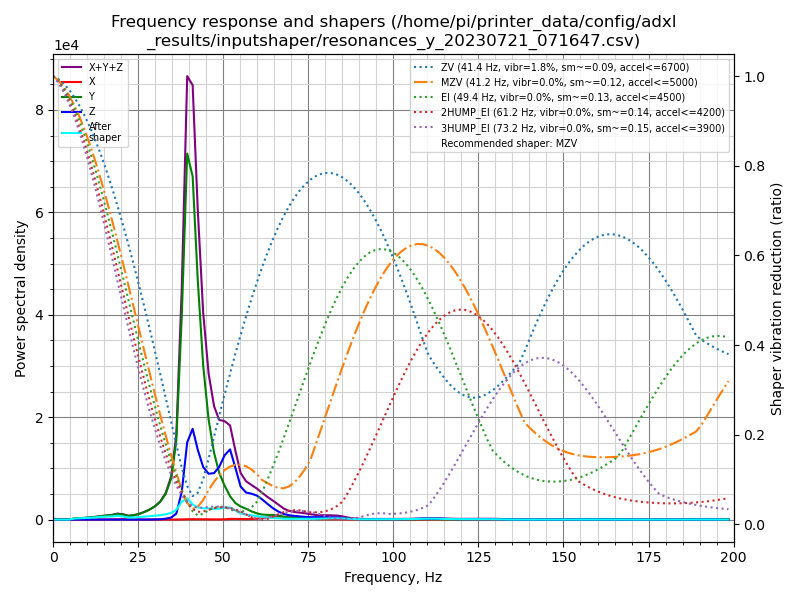 Frequency response and shapers (/home/pi/printer_data/config/adxl
_results/inputshaper/resonances_y_20230721_071647.csv)
1e4
X+Y+Z
X
Y
Z
After
shaper
ZV (41.4 Hz, vibr=1.8%, sm~=0.09, accel<=6700)
MZV (41.2 Hz, vibr=0.0%, sm~=0.12, accel<=5000)
EI (49.4 Hz, vibr=0.0%, sm~=0.13, accel<=4500)
2HUMP_EI (61.2 Hz, vibr=0.0%, sm~=0.14, accel<=4200)
3HUMP_EI (73.2 Hz, vibr=0.0%, sm~=0.15, accel<=3900)
Recommended shaper: MZV
Power spectral density
8
6
4
2
0
1.0
0.8
0.6
0.4
0.2
0.0
Shaper vibration reduction (ratio)
0 25 50 75 100 125 150 175 200
Frequency, Hz